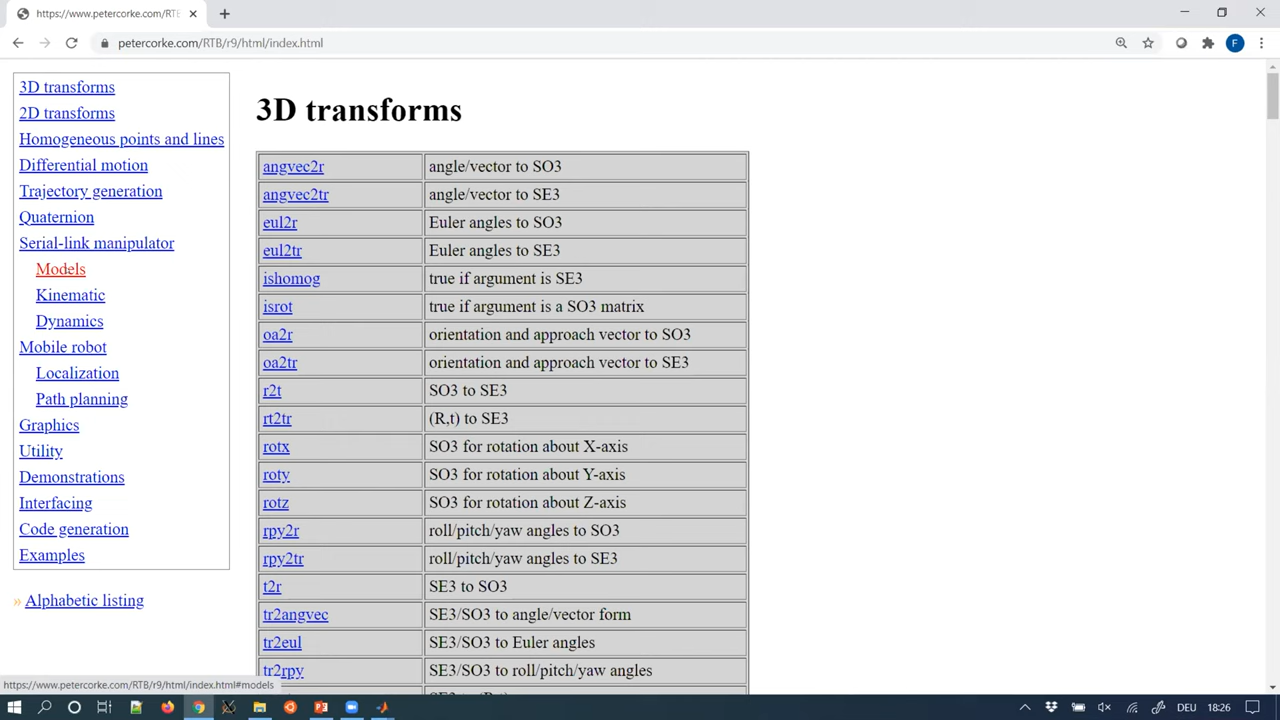 https://www.petercorke.com/RTB
petercorke.com/RTB/r9/html/index.html
F
3D transforms
2D transforms
Homogeneous points and lines
Differential motion
Trajectory generation
Quaternion
Serial-link manipulator
Models
Kinematic
Dynamics
Mobile robot
Localization
Path planning
Graphics
Utility
Demonstrations
Interfacing
Code generation
Examples
» Alphabetic listing
3D transforms
angvec2r angle/vector to SO3
angvec2tr angle/vector to SE3
eul2r Euler angles to SO3
eul2tr Euler angles to SE3
ishomog true if argument is SE3
isrot true if argument is a SO3 matrix
oa2r orientation and approach vector to SO3
oa2tr orientation and approach vector to SE3
r2t SO3 to SE3
rt2tr (R,t) to SE3
rotx SO3 for rotation about X-axis
roty SO3 for rotation about Y-axis
rotz SO3 for rotation about Z-axis
rpy2r roll/pitch/yaw angles to SO3
rpy2tr roll/pitch/yaw angles to SE3
t2r SE3 to SO3
tr2angvec SE3/SO3 to angle/vector form
tr2eul SE3/SO3 to Euler angles
tr2rpy SE3/SO3 to roll/pitch/yaw angles
https://www.petercorke.com/RTB/r9/html/index.html#models
DEU 18:26